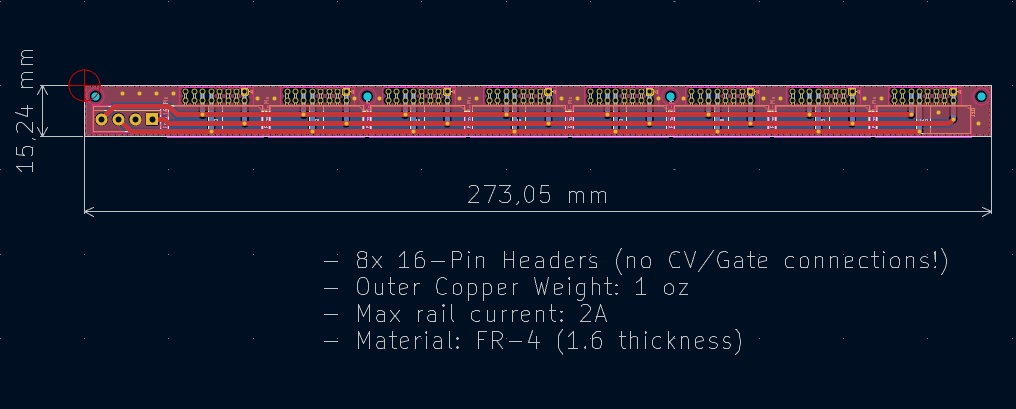 15,24 mm
273,05 mm
- 8x 16-Pin Headers (no CV/Gate connections!)
- Outer Copper Weight: 1 oz
- Max rail current: 2A
- Material: FR-4 (1.6 thickness)